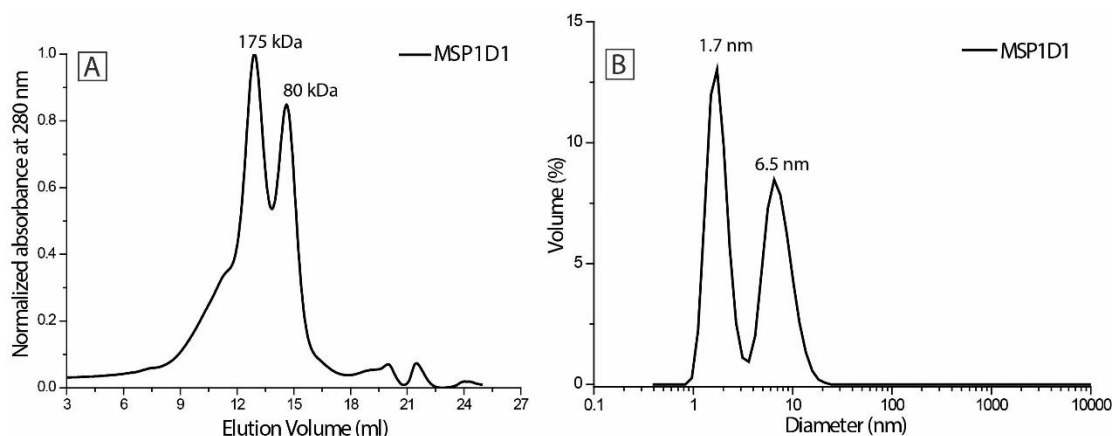 A
175 kDa
80 kDa
MSP1D1
Normalized absorbance at 280 nm
1.0
0.8
0.6
0.4
0.2
0.0
3 6 9 12 15 18 21 24 27
Elution Volume (ml)
B
1.7 nm
6.5 nm
MSP1D1
Volume (%)
15
10
5
0
0.1 1 10 100 1000 10000
Diameter (nm)